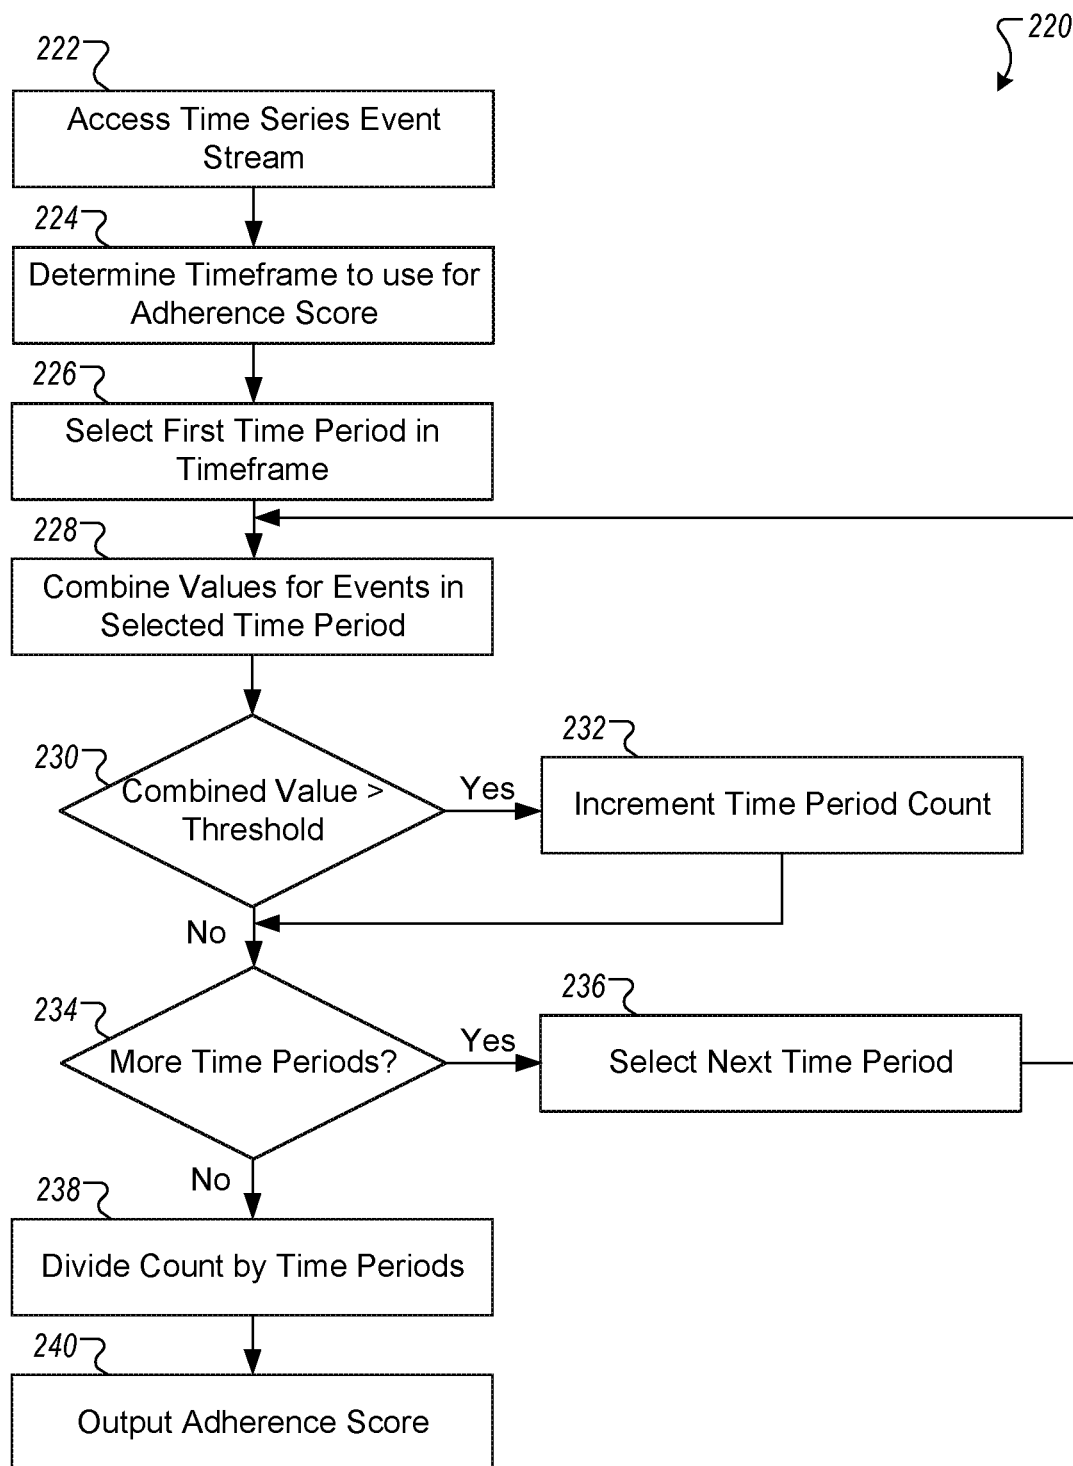 220
222
Access Time Series Event
Stream
224
Determine Timeframe to use for
Adherence Score
226
Select First Time Period in
Timeframe
228
Combine Values for Events in
Selected Time Period
230
Combined Value >
Threshold
Yes
232
Increment Time Period Count
No
234
More Time Periods?
Yes
236
Select Next Time Period
No
238
Divide Count by Time Periods
240
Output Adherence Score